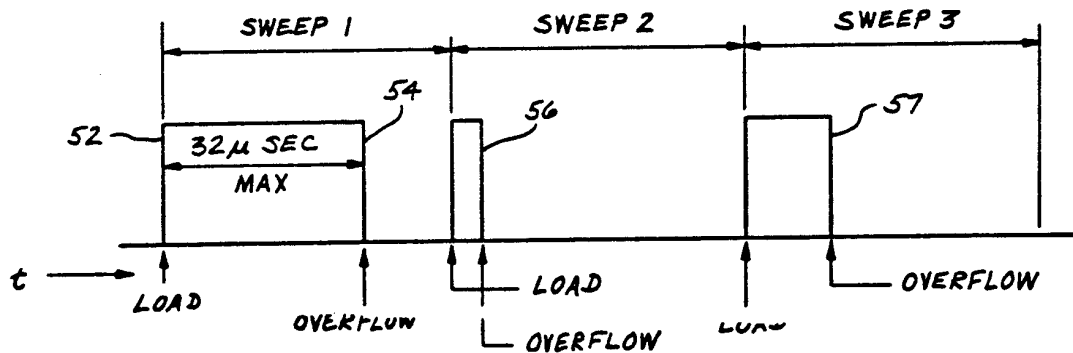 SWEEP 1 SWEEP 2 SWEEP 3
52 54 56 57
32μ SEC
MAX
t
LOAD OVERFLOW LOAD OVERFLOW
OVERFLOW